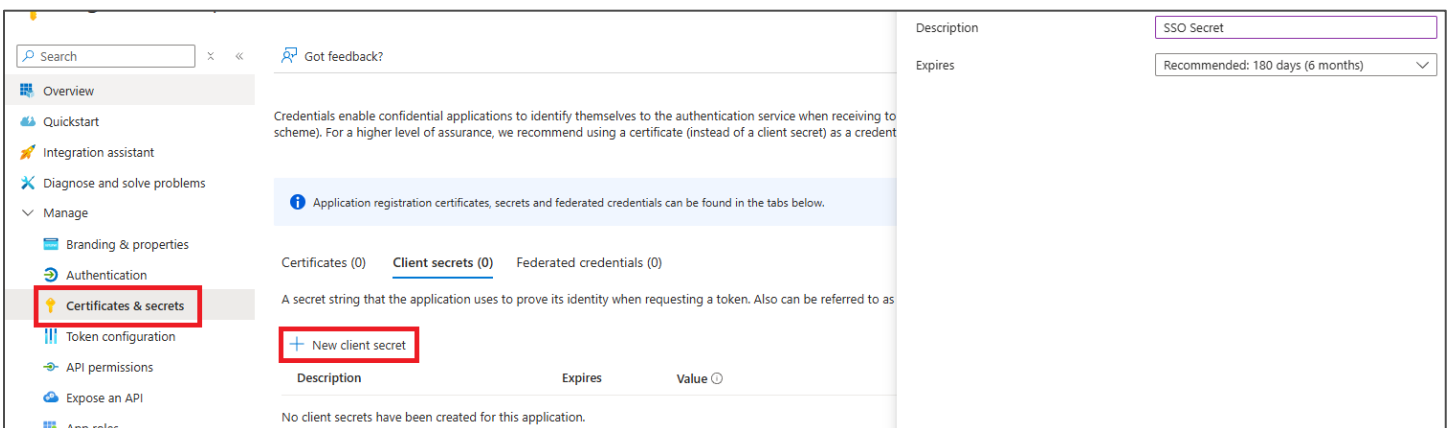 Search
Overview
Quickstart
Integration assistant
Diagnose and solve problems
Manage
Branding & properties
Authentication
Certificates & secrets
Token configuration
API permissions
Expose an API
App roles
Got feedback?
Credentials enable confidential applications to identify themselves to the authentication service when receiving to
scheme). For a higher level of assurance, we recommend using a certificate (instead of a client secret) as a credent
Application registration certificates, secrets and federated credentials can be found in the tabs below.
Certificates (0) Client secrets (0) Federated credentials (0)
A secret string that the application uses to prove its identity when requesting a token. Also can be referred to as
New client secret
Description Expires Value
No client secrets have been created for this application.
Description SSO Secret
Expires Recommended: 180 days (6 months)